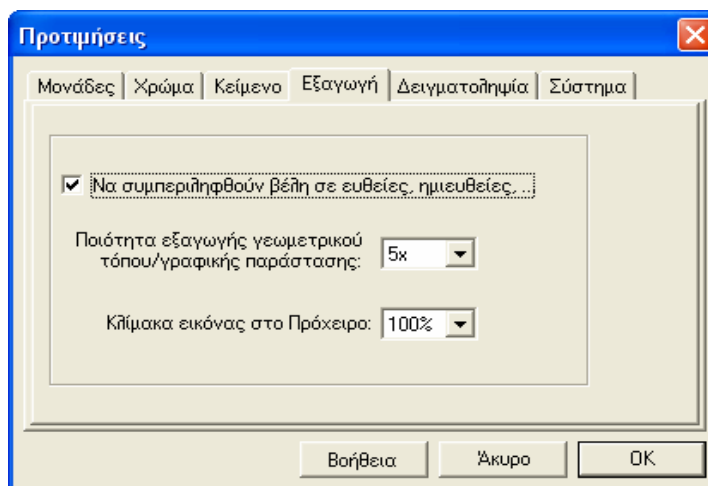 Προτιμήσεις
Μονάδες Χρώμα Κείμενο Εξαγωγή Δειγματοληψία Σύστημα
Να συμπεριληφθούν βέλη σε ευθείες, ημιευθείες, ..
Ποιότητα εξαγωγής γεωμετρικού
τόπου/γραφικής παράστασης: 5x
Κλίμακα εικόνας στο Πρόχειρο: 100%
Βοήθεια Άκυρο OK